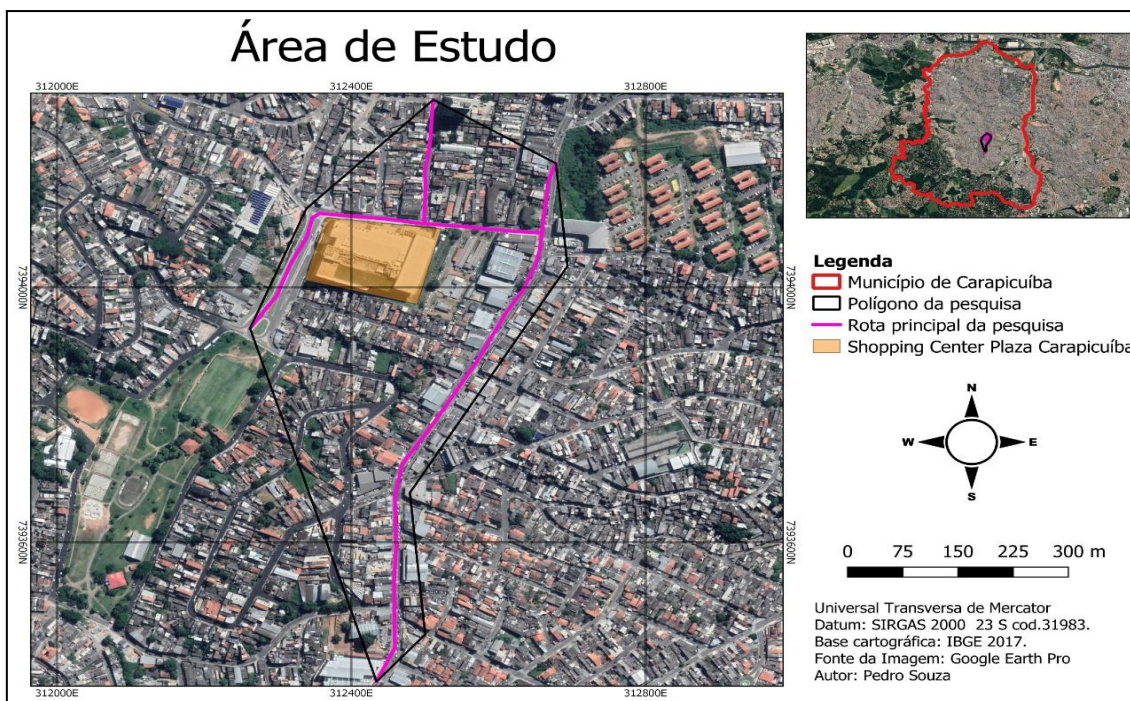 Área de Estudo
312000E
312400E
312800E
7394000N
7394000N
7393600N
7393600N
312000E
312400E
312800E
Legenda
Município de Carapicuíba
Polígono da pesquisa
Rota principal da pesquisa
Shopping Center Plaza Carapicuíba
N
W
E
S
0 75 150 225 300 m
Universal Transversa de Mercator
Datum: SIRGAS 2000 23 S cod.31983.
Base cartográfica: IBGE 2017.
Fonte da Imagem: Google Earth Pro
Autor: Pedro Souza